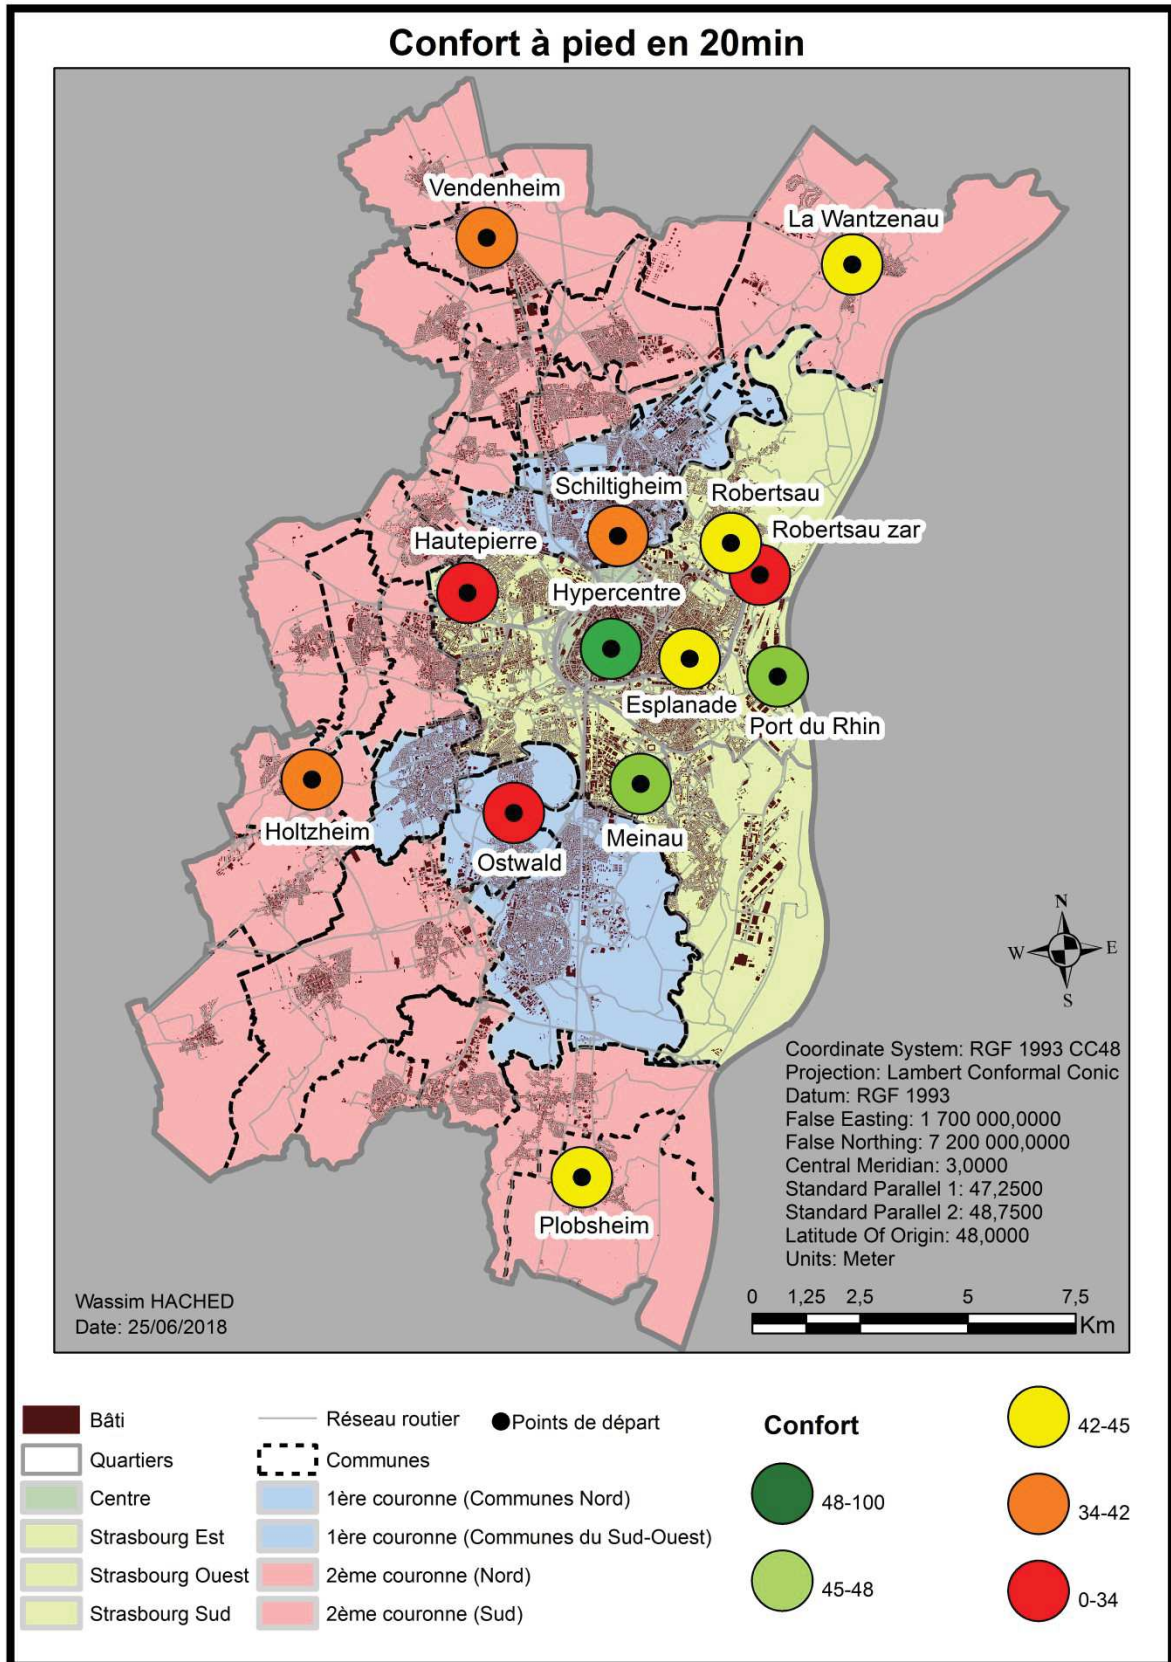 Confort à pied en 20min
Vendenheim
La Wantzenau
Schiltigheim
Robertsau
Hautepierre
Robertsau zar
Hypercentre
Esplanade
Port du Rhin
Holtzheim
Meinau
Ostwald
N
W
E
S
Coordinate System: RGF 1993 CC48
Projection: Lambert Conformal Conic
Datum: RGF 1993
False Easting: 1 700 000,0000
False Northing: 7 200 000,0000
Central Meridian: 3,0000
Standard Parallel 1: 47,2500
Standard Parallel 2: 48,7500
Latitude Of Origin: 48,0000
Units: Meter
Plobsheim
Wassim HACHED
Date: 25/06/2018
0 1,25 2,5 5 7,5
Km
Bâti
Quartiers
Centre
Strasbourg Est
Strasbourg Ouest
Strasbourg Sud
Réseau routier
Points de départ
Communes
1ère couronne (Communes Nord)
1ère couronne (Communes du Sud-Ouest)
2ème couronne (Nord)
2ème couronne (Sud)
Confort
48-100
45-48
42-45
34-42
0-34